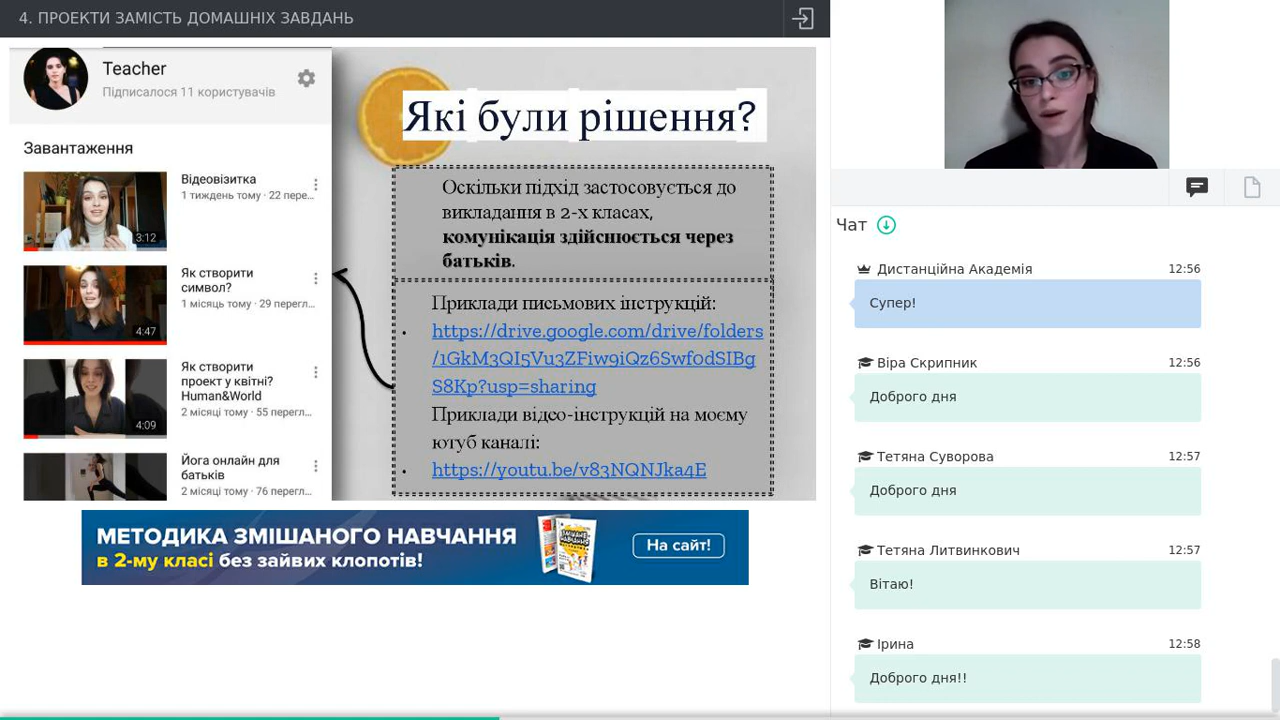 4. ПРОЕКТИ ЗАМІСТЬ ДОМАШНІХ ЗАВДАНЬ
Teacher
Підписалося 11 користувачів
Завантаження
3:12
Відеовізитка
1 тиждень тому · 22 пере...
4:47
Як створити
символ?
1 місяць тому · 29 перегл...
4:09
Як створити
проект у квітні?
Human&World
2 місяці тому · 55 перегл...
Йога онлайн для
батьків
2 місяці тому · 76 перегл...
Які були рішення?
Оскільки підхід застосовується до
викладання в 2-х класах,
комунікація здійснюється через
батьків.
Приклади письмових інструкцій:
• https://drive.google.com/drive/folders
/1GkM3QI5Vu3ZFiw9iQz6Swf0dSIBg
S8Kp?usp=sharing
Приклади відео-інструкцій на моєму
ютуб каналі:
• https://youtu.be/v83NQNJka4E
МЕТОДИКА ЗМІШАНОГО НАВЧАННЯ
в 2-му класі без зайвих клопотів!
На сайт!
Чат
Дистанційна Академія 12:56
Супер!
Віра Скрипник 12:56
Доброго дня
Тетяна Суворова 12:57
Доброго дня
Тетяна Литвинкович 12:57
Вітаю!
Ірина 12:58
Доброго дня!!